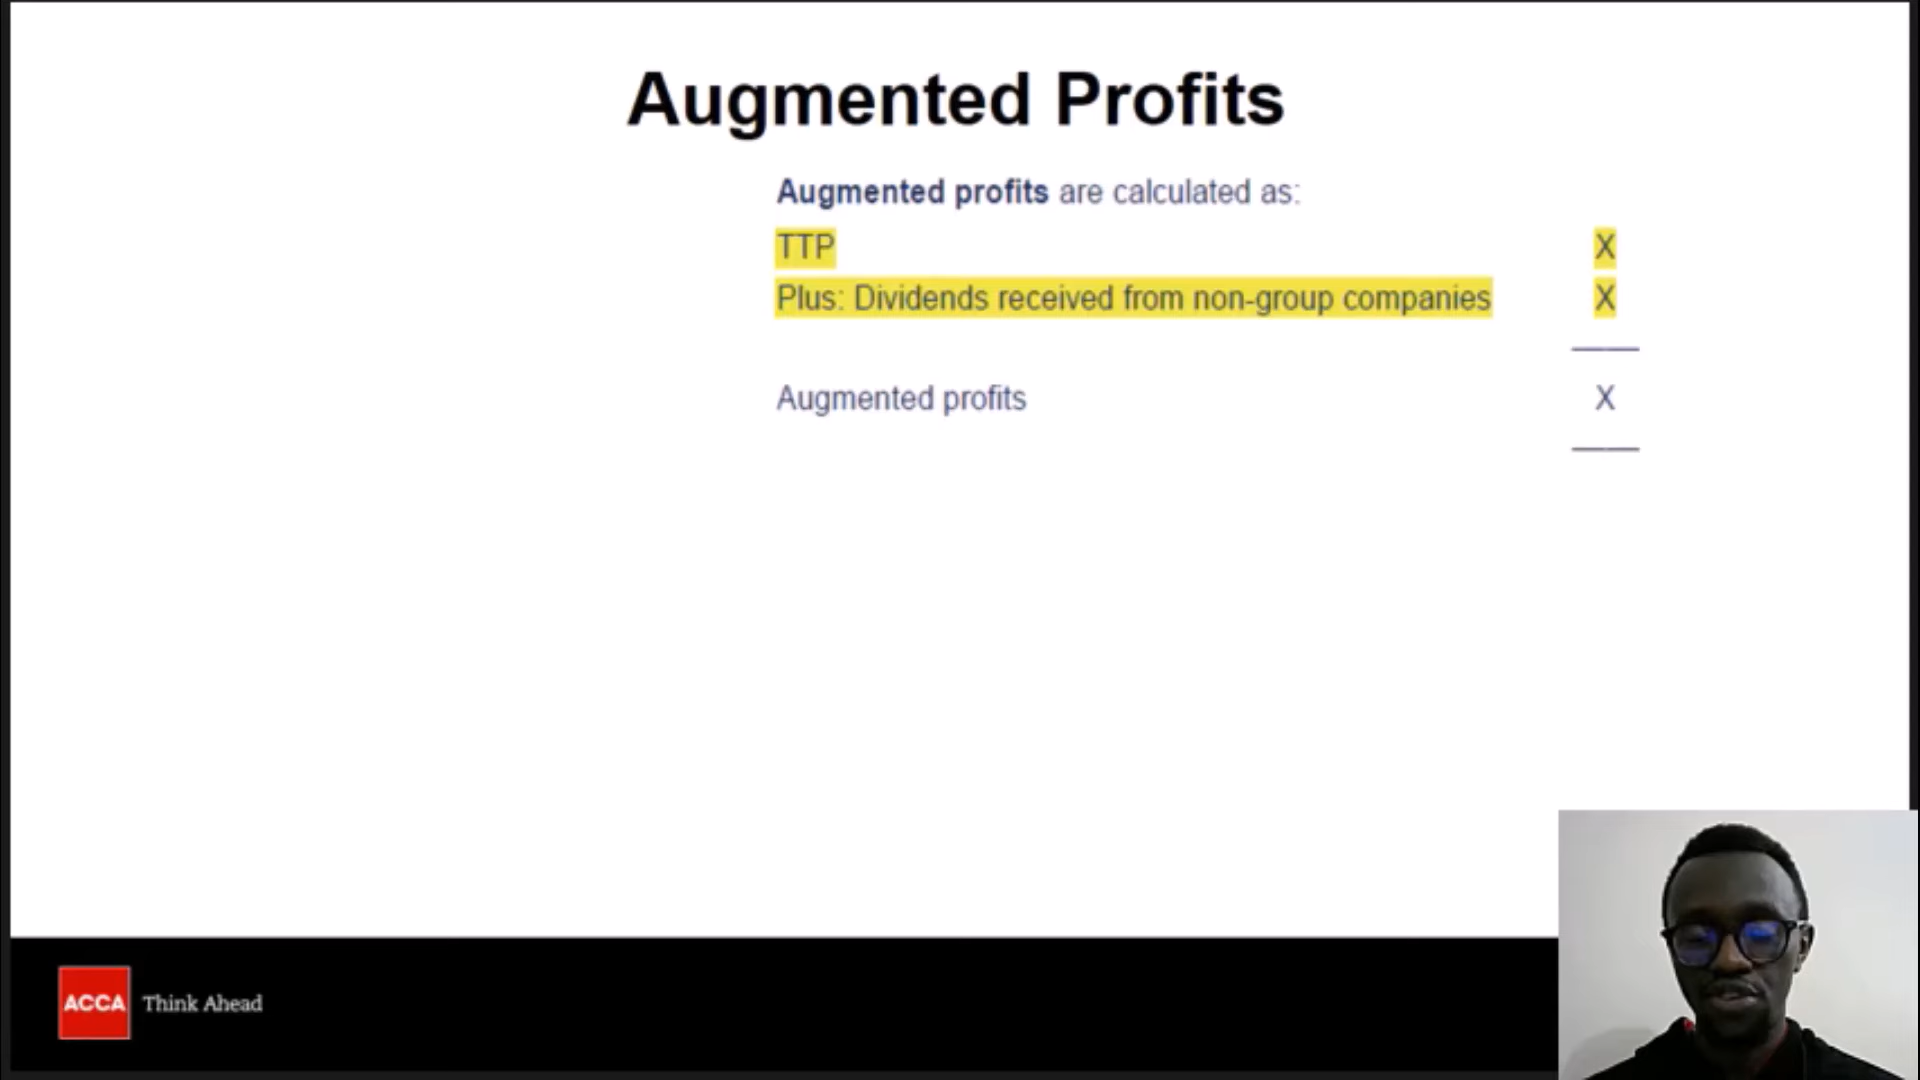 Augmented Profits
Augmented profits are calculated as:
TTP X
Plus: Dividends received from non-group companies X
Augmented profits X
ACCA Think Ahead